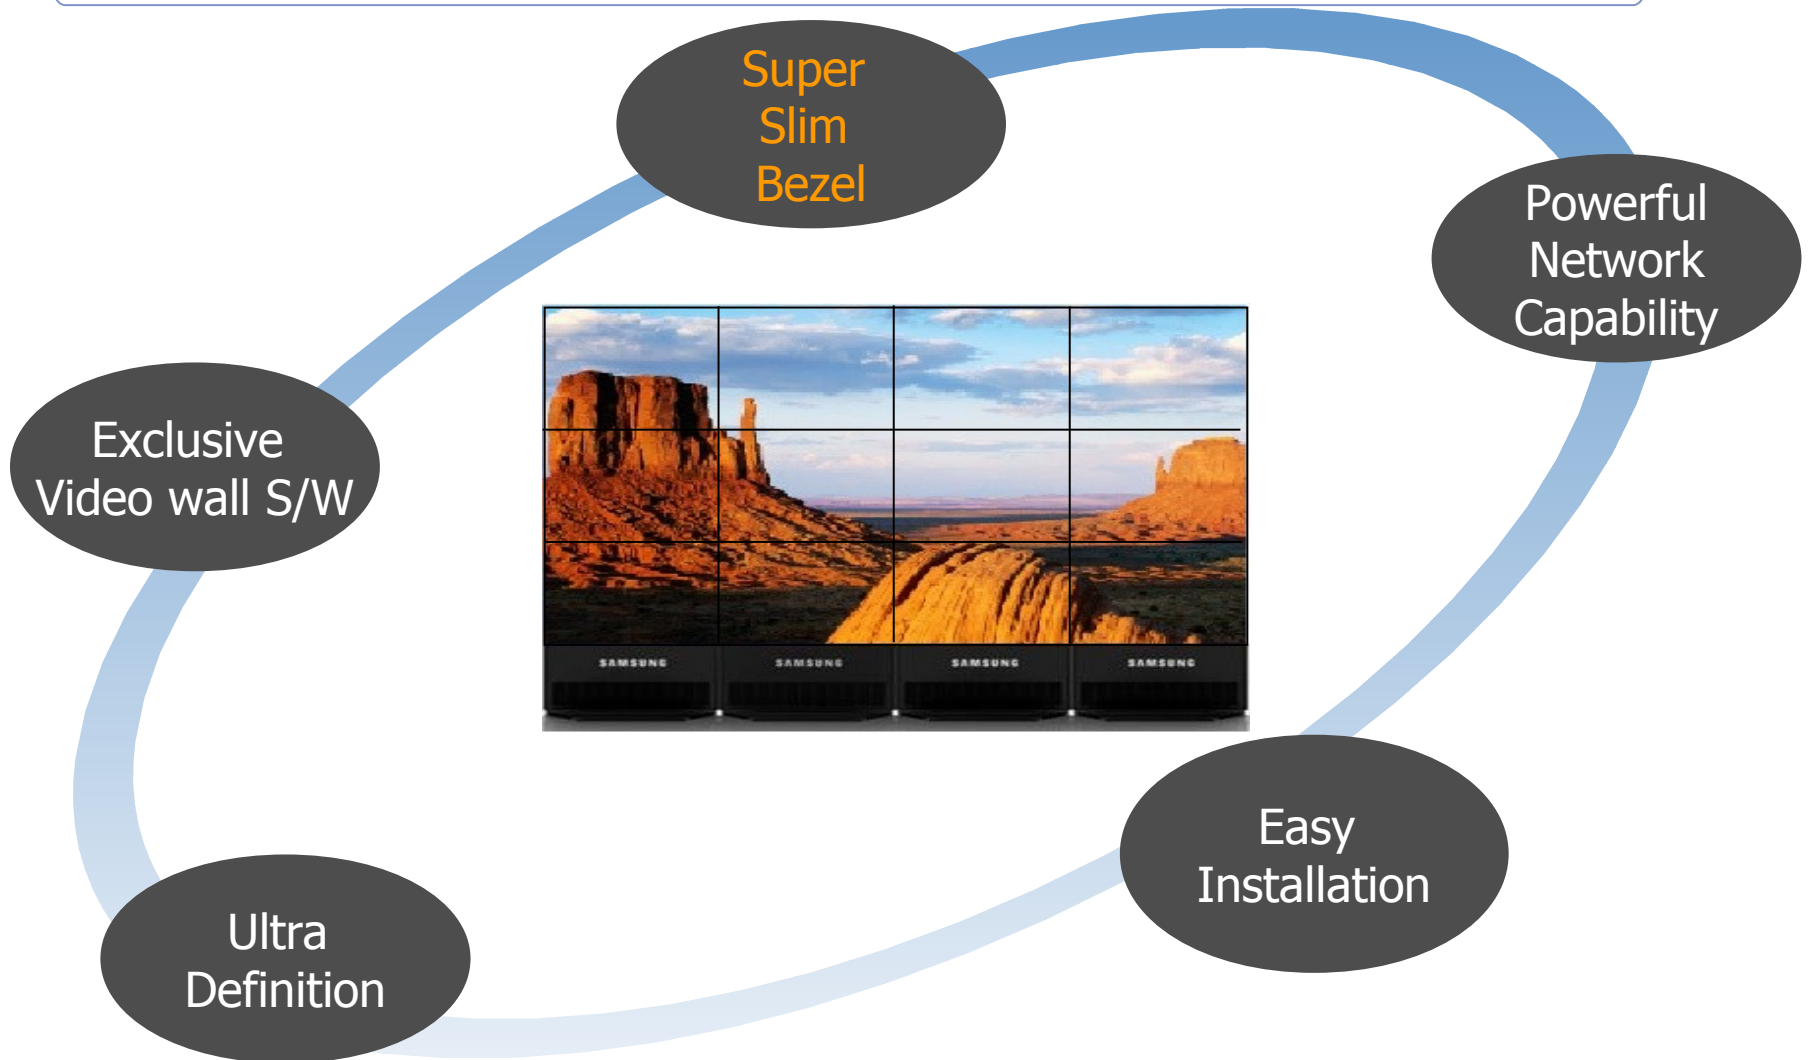 Super
Slim
Bezel
Powerful
Network
Capability
Exclusive
Video wall S/W
SAMSUNG SAMSUNG SAMSUNG SAMSUNG
Easy
Installation
Ultra
Definition